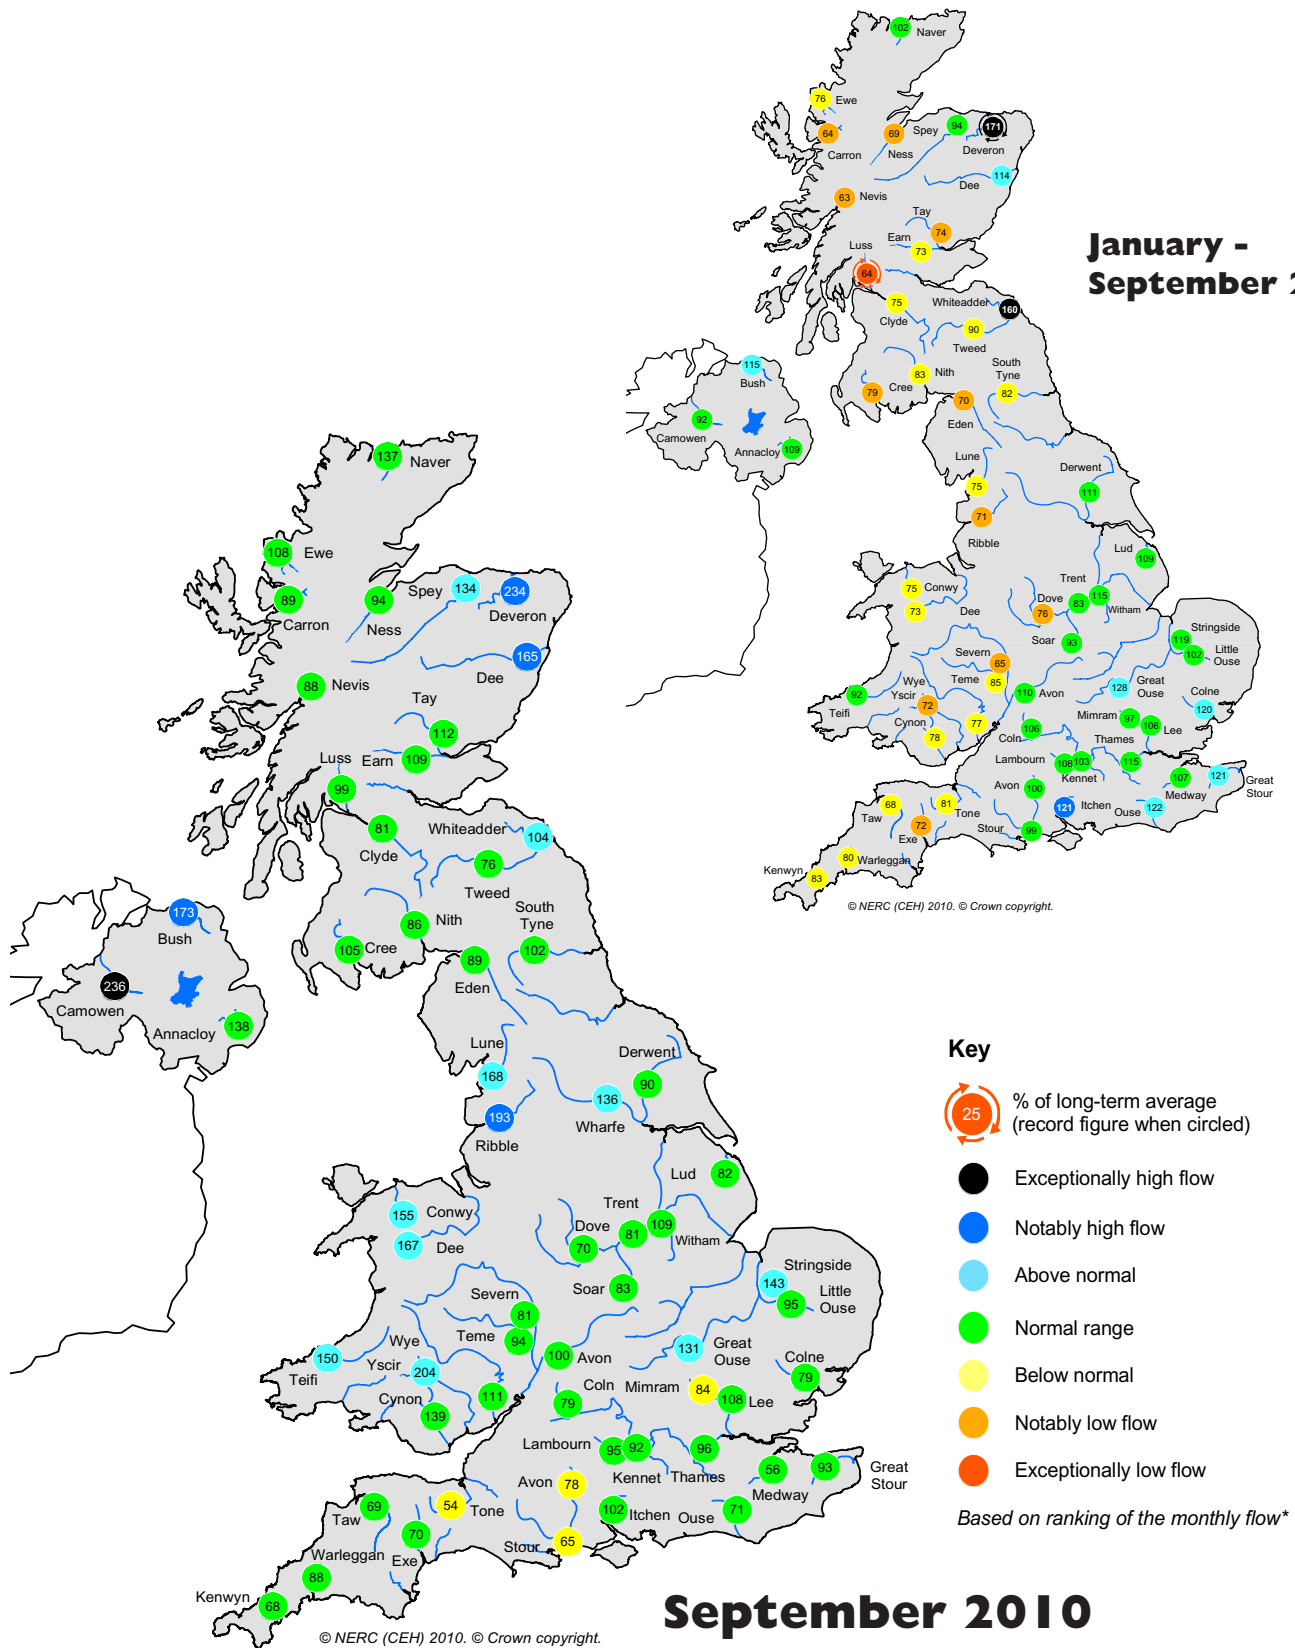 102
Naver
76
Ewe
64
Carron
69
Ness
Spey
94
171
Deveron
Dee
114
63
Nevis
Tay
74
Earn
73
Luss
64
January -
September 2
75
Clyde
Whiteadder
160
90
Tweed
115
Bush
92
Camowen
Annacloy
109
83
Nith
79
Cree
South
Tyne
82
70
Eden
Lune
75
71
Ribble
Derwent
111
Lud
109
75
Conwy
73
Dee
Trent
Dove
76
83
115
Witham
Soar
93
Stringside
119
102
Little
Ouse
Severn
65
Teme
85
Wye
Yscir
72
Cynon
78
77
92
Teifi
110
Avon
128
Great
Ouse
Colne
120
Mimram
97
106
Lee
106
Coln
Thames
115
Lambourn
108
103
Kennet
107
Medway
121
Great
Stour
Avon
100
121
Itchen
Ouse
122
Stour
99
68
Taw
81
Tone
72
Exe
80
Warleggan
Kenwyn
83
© NERC (CEH) 2010. © Crown copyright.
137
Naver
108
Ewe
89
Carron
94
Ness
Spey
134
234
Deveron
165
Dee
88
Nevis
Tay
112
Earn
109
Luss
99
81
Clyde
Whiteadder
104
76
Tweed
173
Bush
236
Camowen
Annacloy
138
86
Nith
105
Cree
South
Tyne
102
89
Eden
Lune
168
193
Ribble
136
Wharfe
Derwent
90
Lud
82
155
Conwy
167
Dee
Trent
Dove
70
81
109
Witham
Soar
83
Stringside
143
95
Little
Ouse
Severn
81
Teme
94
Wye
Yscir
204
Cynon
139
111
150
Teifi
100
Avon
131
Great
Ouse
Colne
79
Mimram
84
108
Lee
Coln
79
Lambourn
95
92
Kennet
96
Thames
56
Medway
93
Great
Stour
Avon
78
102
Itchen
Ouse
71
Stour
65
69
Taw
54
Tone
70
Exe
Warleggan
88
Kenwyn
68
Key
25
% of long-term average
(record figure when circled)
Exceptionally high flow
Notably high flow
Above normal
Normal range
Below normal
Notably low flow
Exceptionally low flow
Based on ranking of the monthly flow*
September 2010
© NERC (CEH) 2010. © Crown copyright.